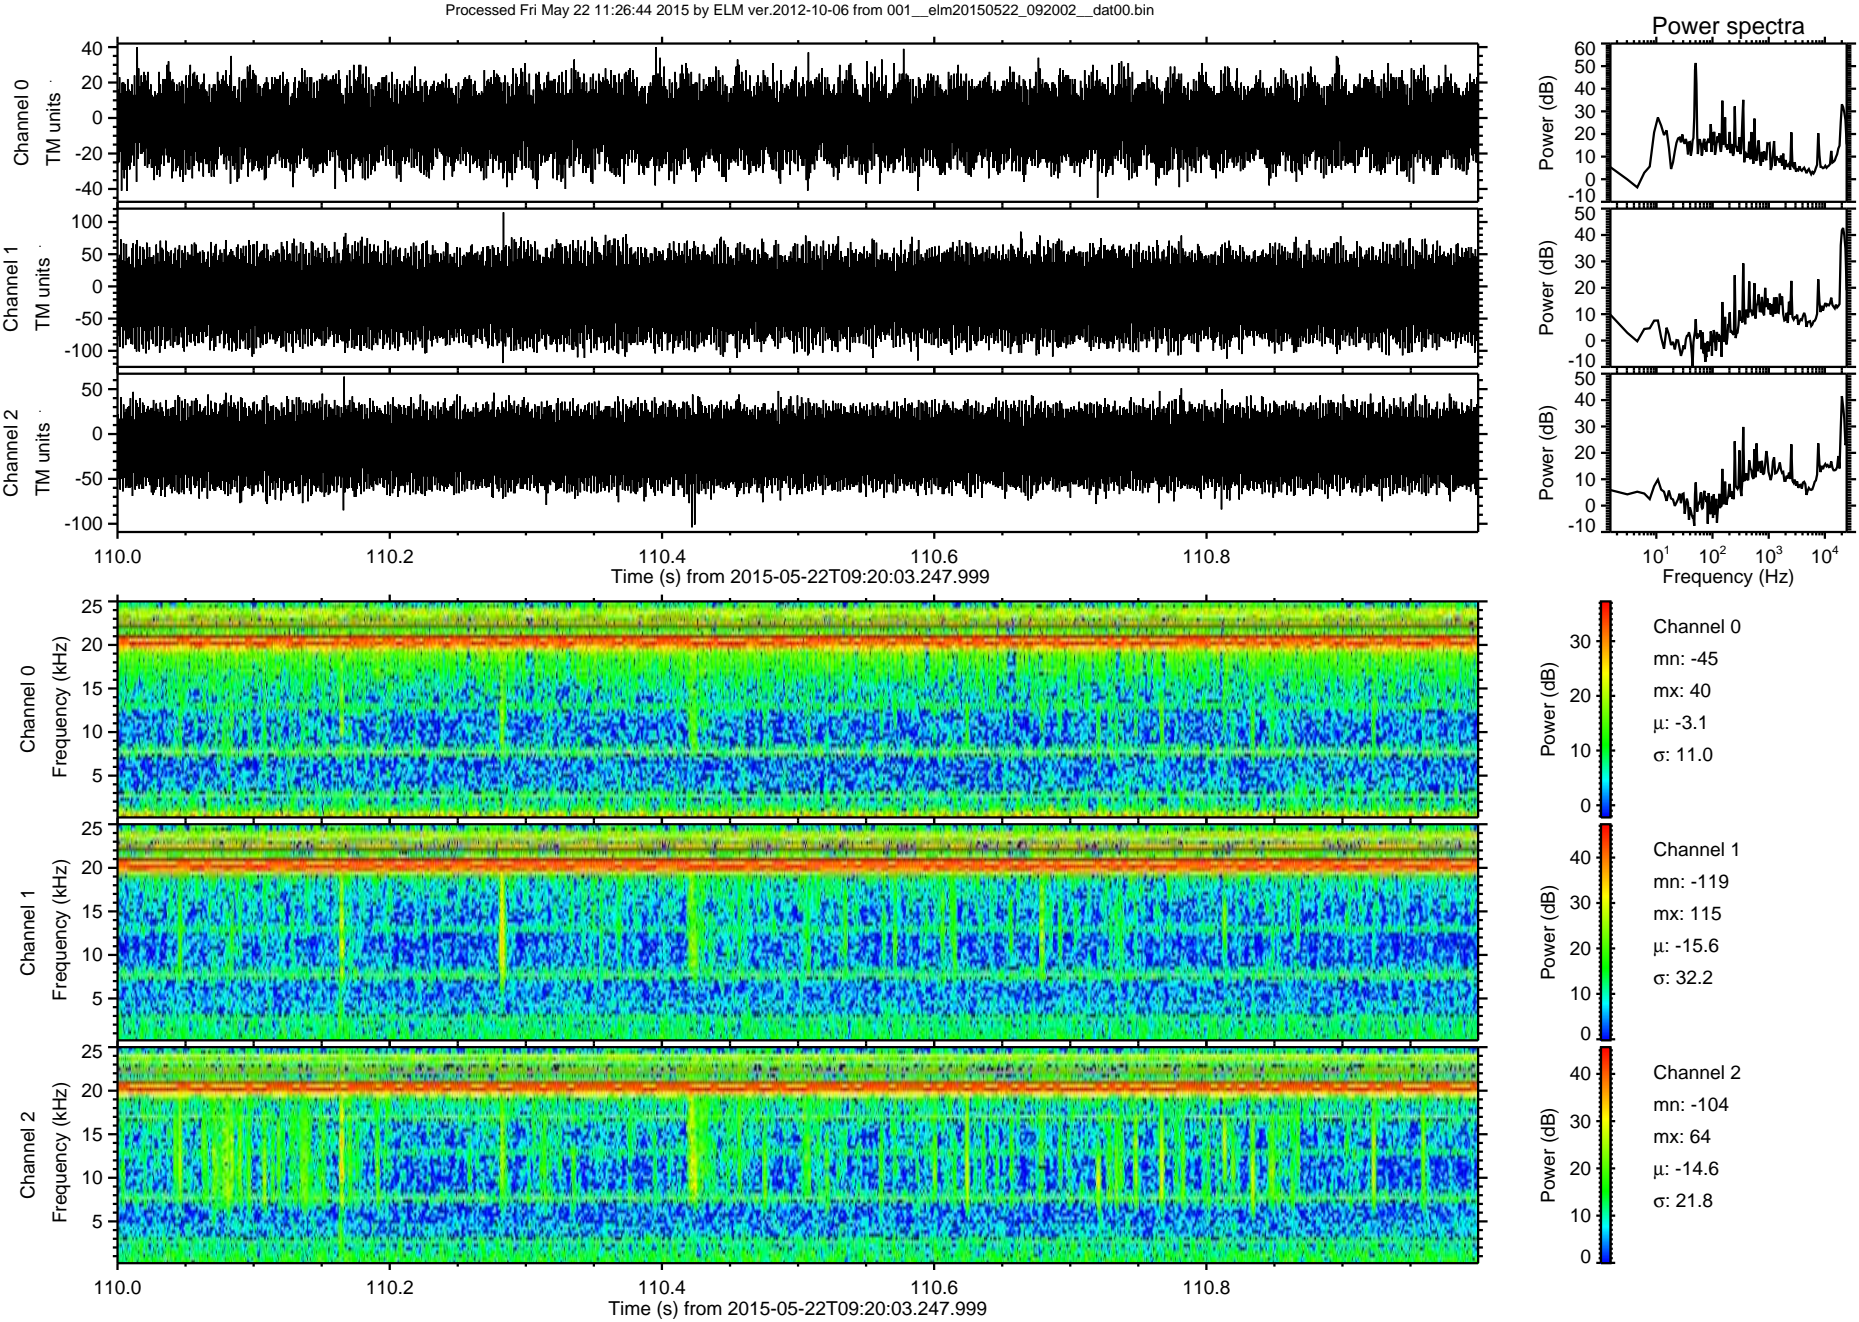 Processed Fri May 22 11:26:44 2015 by ELM ver.2012-10-06 from 001__elm20150522_092002__dat00.bin
Power spectra
Channel 0
TM units
40
20
0
-20
-40
Power (dB)
60
50
40
30
20
10
0
-10
Channel 1
TM units
100
50
0
-50
-100
Power (dB)
50
40
30
20
10
0
-10
Channel 2
TM units
50
0
-50
-100
Power (dB)
50
40
30
20
10
0
-10
110.0 110.2 110.4 110.6 110.8
Time (s) from 2015-05-22T09:20:03.247.999
10¹ 10² 10³ 10⁴
Frequency (Hz)
Channel 0
Frequency (kHz)
25
20
15
10
5
Power (dB)
30
20
10
0
Channel 0
mn: -45
mx: 40
μ: -3.1
σ: 11.0
Channel 1
Frequency (kHz)
25
20
15
10
5
Power (dB)
40
30
20
10
0
Channel 1
mn: -119
mx: 115
μ: -15.6
σ: 32.2
Channel 2
Frequency (kHz)
25
20
15
10
5
Power (dB)
40
30
20
10
0
Channel 2
mn: -104
mx: 64
μ: -14.6
σ: 21.8
110.0 110.2 110.4 110.6 110.8
Time (s) from 2015-05-22T09:20:03.247.999